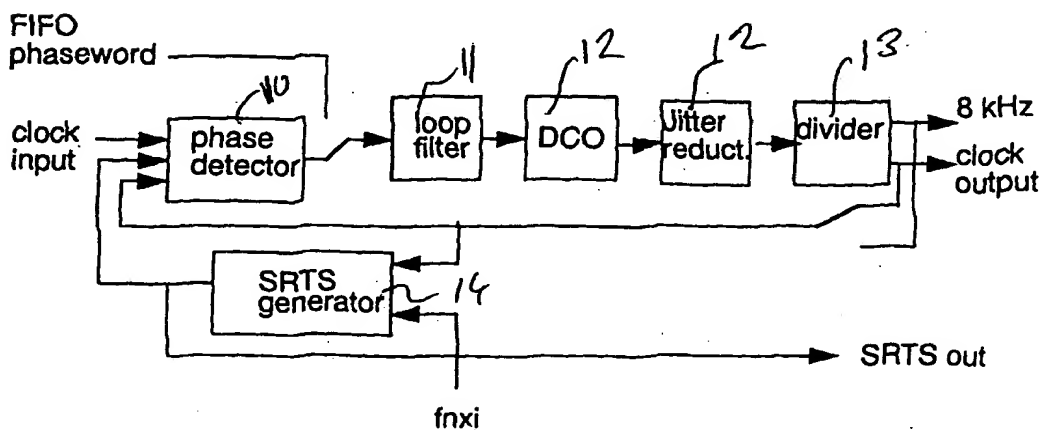 FIFO
phaseword
10
11
12
12
13
clock
input
phase
detector
loop
filter
DCO
Jitter
reduct.
divider
8 kHz
clock
output
SRTS
generator
14
SRTS out
fnxi